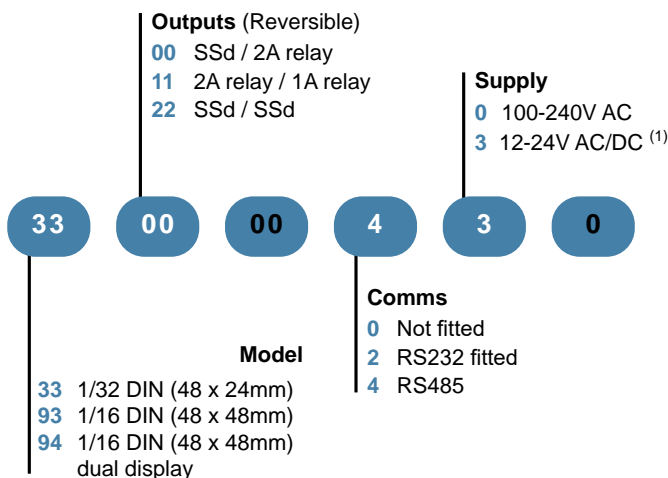 Outputs (Reversible)
00 SSd / 2A relay
11 2A relay / 1A relay
22 SSd / SSd
Supply
0 100-240V AC
3 12-24V AC/DC (1)
33 00 00 4 3 0
Comms
0 Not fitted
2 RS232 fitted
4 RS485
Model
33 1/32 DIN (48 x 24mm)
93 1/16 DIN (48 x 48mm)
94 1/16 DIN (48 x 48mm)
dual display